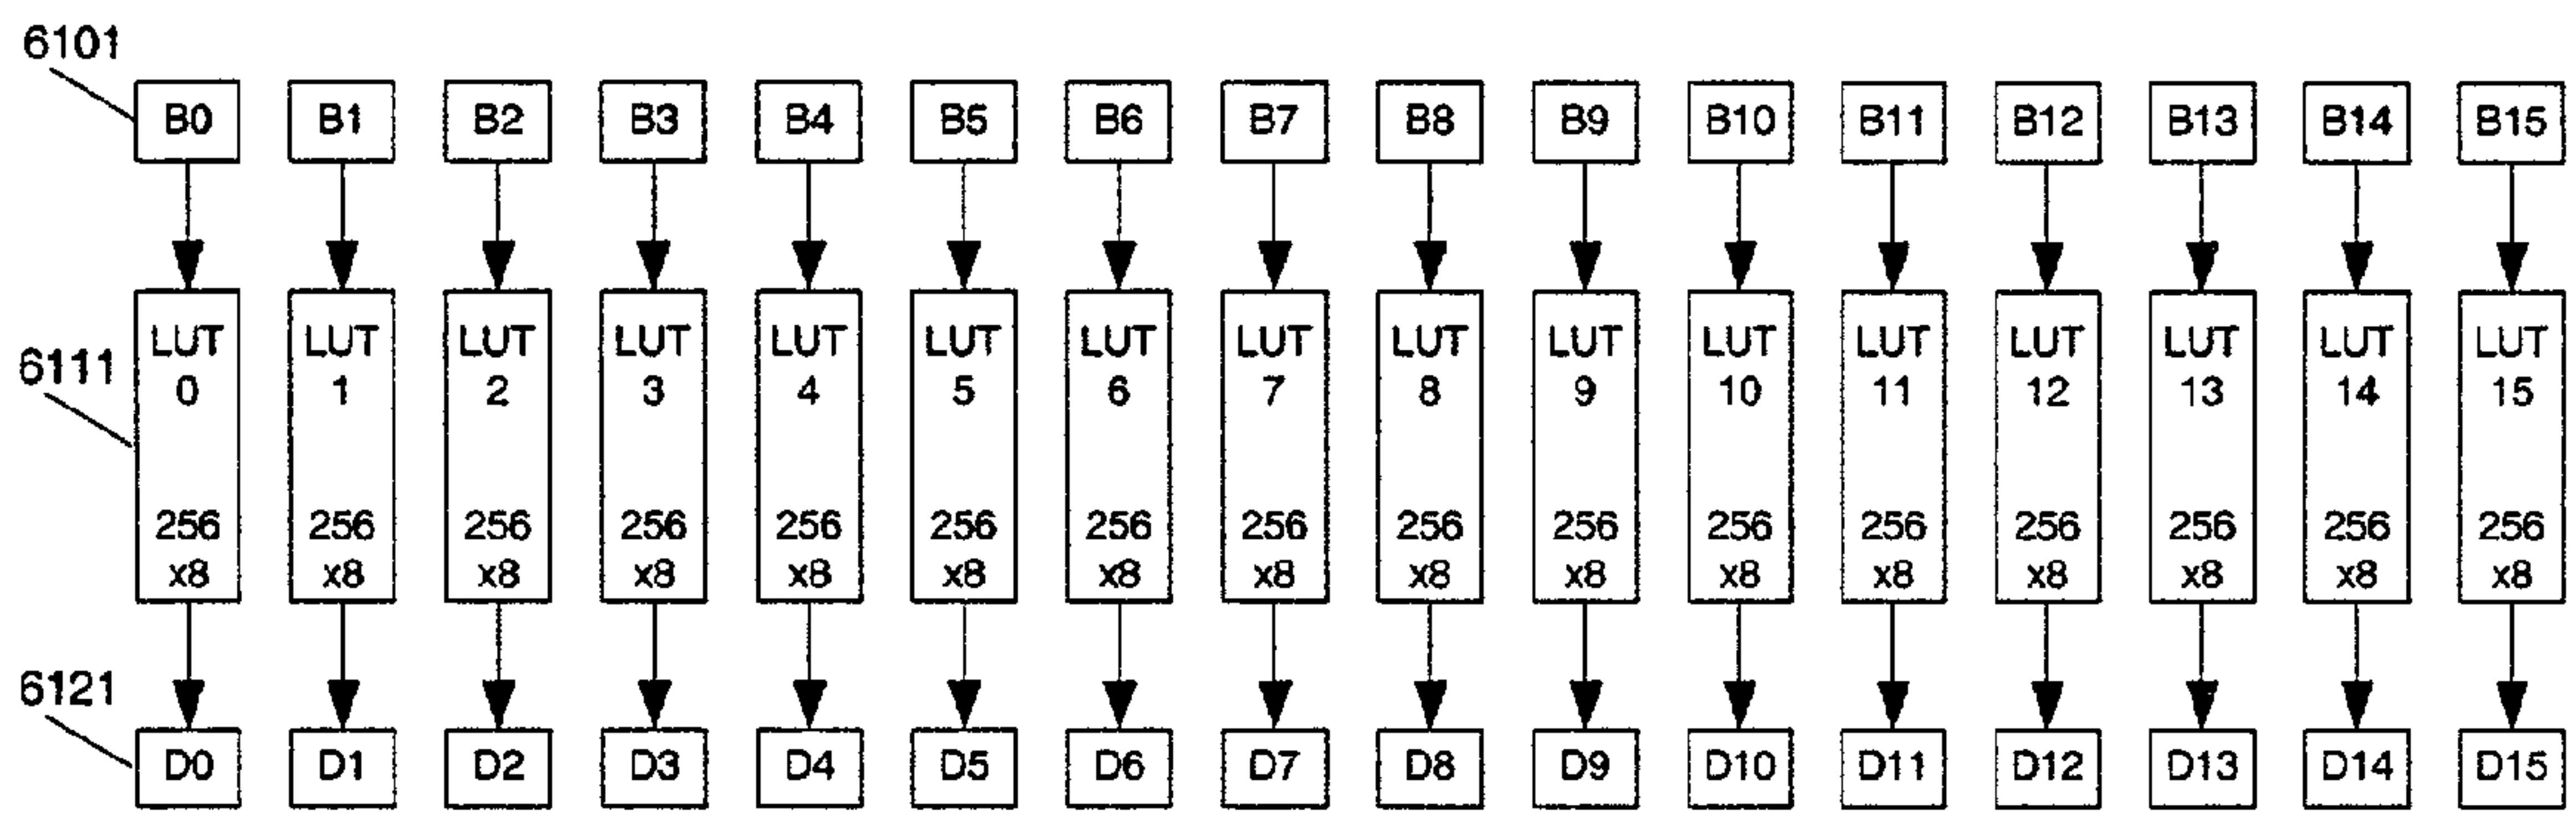 6101
B0 B1 B2 B3 B4 B5 B6 B7 B8 B9 B10 B11 B12 B13 B14 B15
LUT LUT LUT LUT LUT LUT LUT LUT LUT LUT LUT LUT LUT LUT LUT LUT
6111
0 1 2 3 4 5 6 7 8 9 10 11 12 13 14 15
256 256 256 256 256 256 256 256 256 256 256 256 256 256 256 256
x8 x8 x8 x8 x8 x8 x8 x8 x8 x8 x8 x8 x8 x8 x8 x8
6121
D0 D1 D2 D3 D4 D5 D6 D7 D8 D9 D10 D11 D12 D13 D14 D15